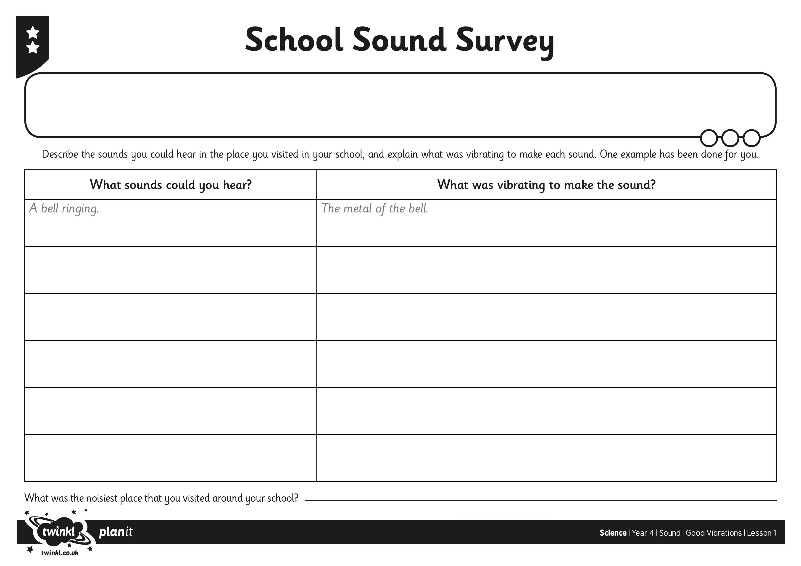 School Sound Survey
Describe the sounds you could hear in the place you visited in your school, and explain what was vibrating to make each sound. One example has been done for you.
What sounds could you hear?
What was vibrating to make the sound?
A bell ringing.
The metal of the bell.
What was the noisiest place that you visited around your school?
twinkl planit
twinkl.co.uk
Science | Year 4 | Sound | Good Vibrations | Lesson 1